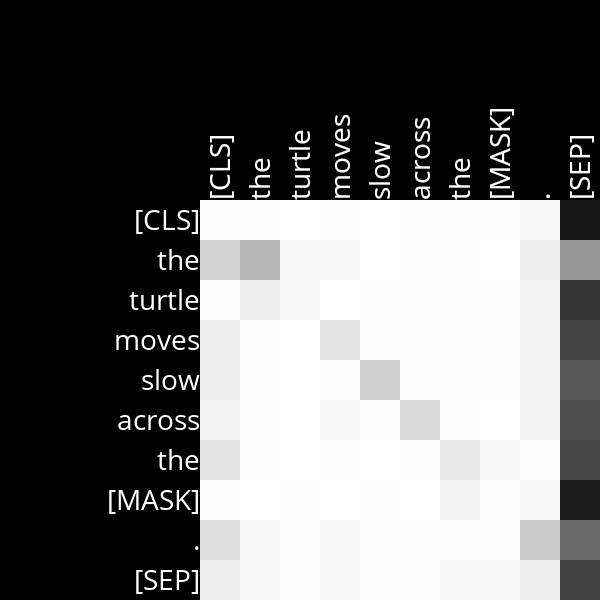 [CLS] the turtle moves slow across the [MASK] . [SEP]
[CLS]
the
turtle
moves
slow
across
the
[MASK]
.
[SEP]